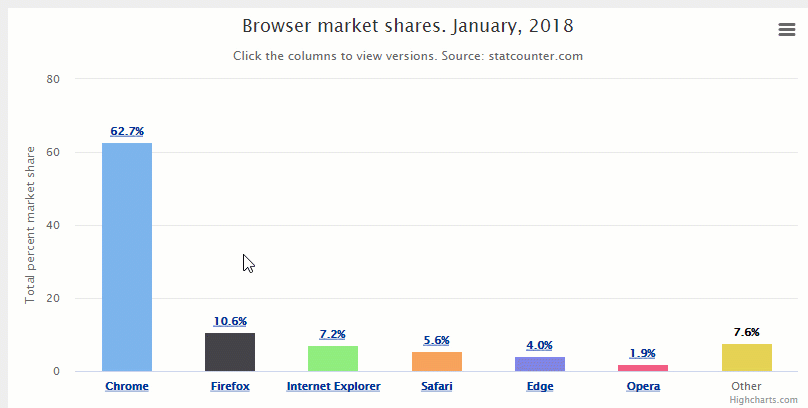 Browser market shares. January, 2018
Click the columns to view versions. Source: statcounter.com
Total percent market share
80
60
40
20
0
62.7%
10.6%
7.2%
5.6%
4.0%
1.9%
7.6%
Chrome
Firefox
Internet Explorer
Safari
Edge
Opera
Other
Highcharts.com